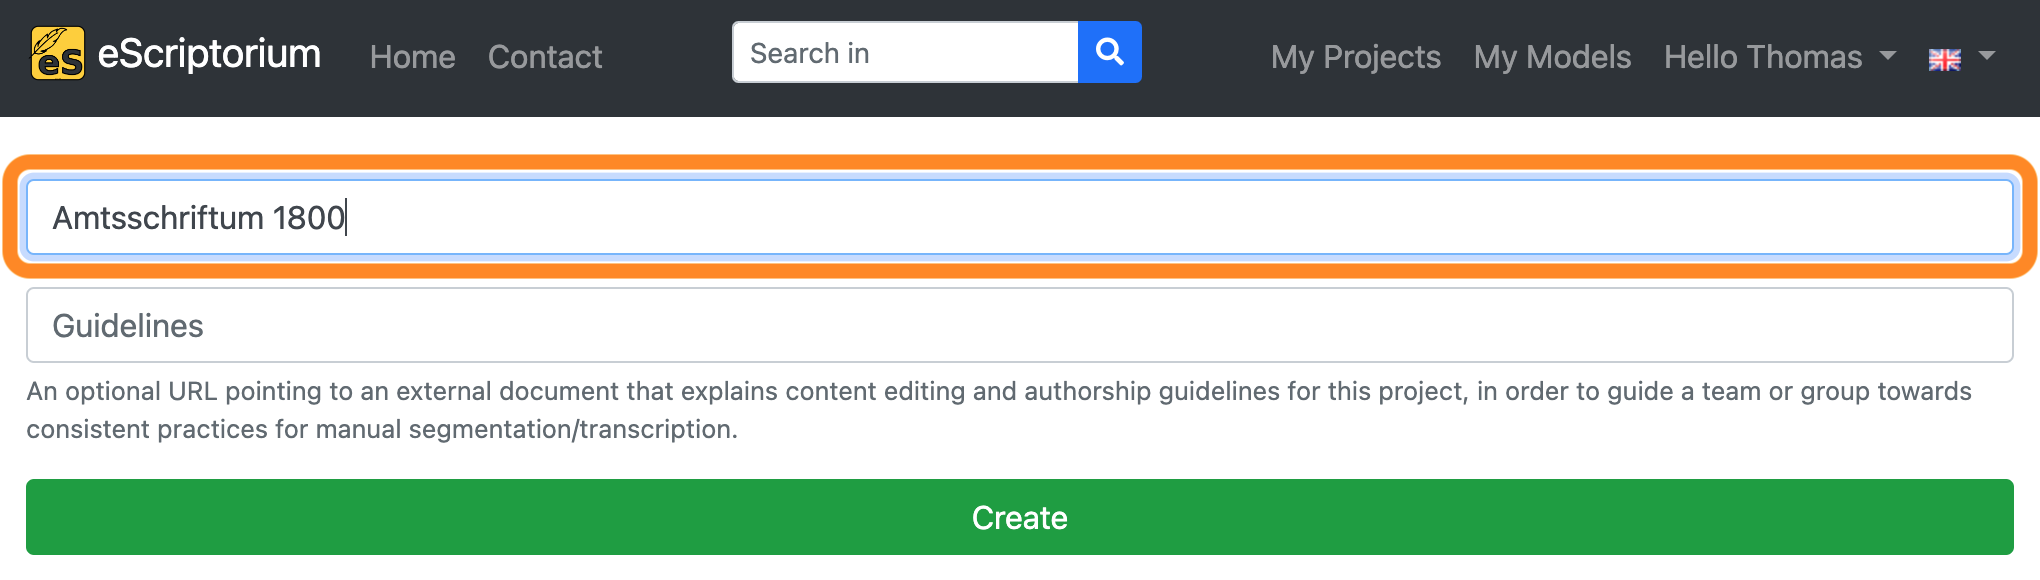 eS eScriptorium Home Contact Search in My Projects My Models Hello Thomas
Amtsschriftum 1800
Guidelines
An optional URL pointing to an external document that explains content editing and authorship guidelines for this project, in order to guide a team or group towards
consistent practices for manual segmentation/transcription.
Create